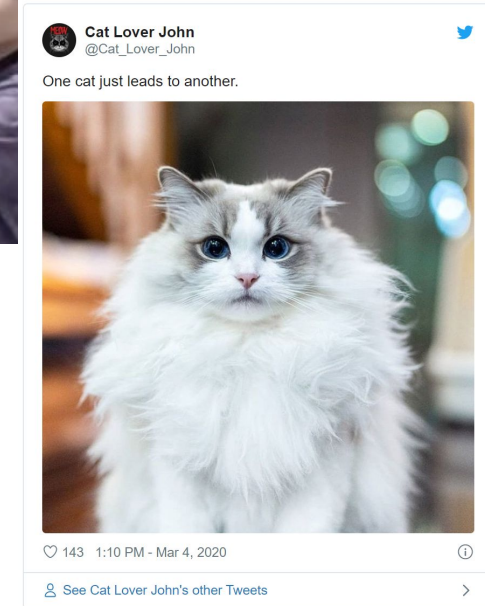 MEOW
Cat Lover John
@Cat_Lover_John
One cat just leads to another.
143 1:10 PM - Mar 4, 2020
See Cat Lover John's other Tweets